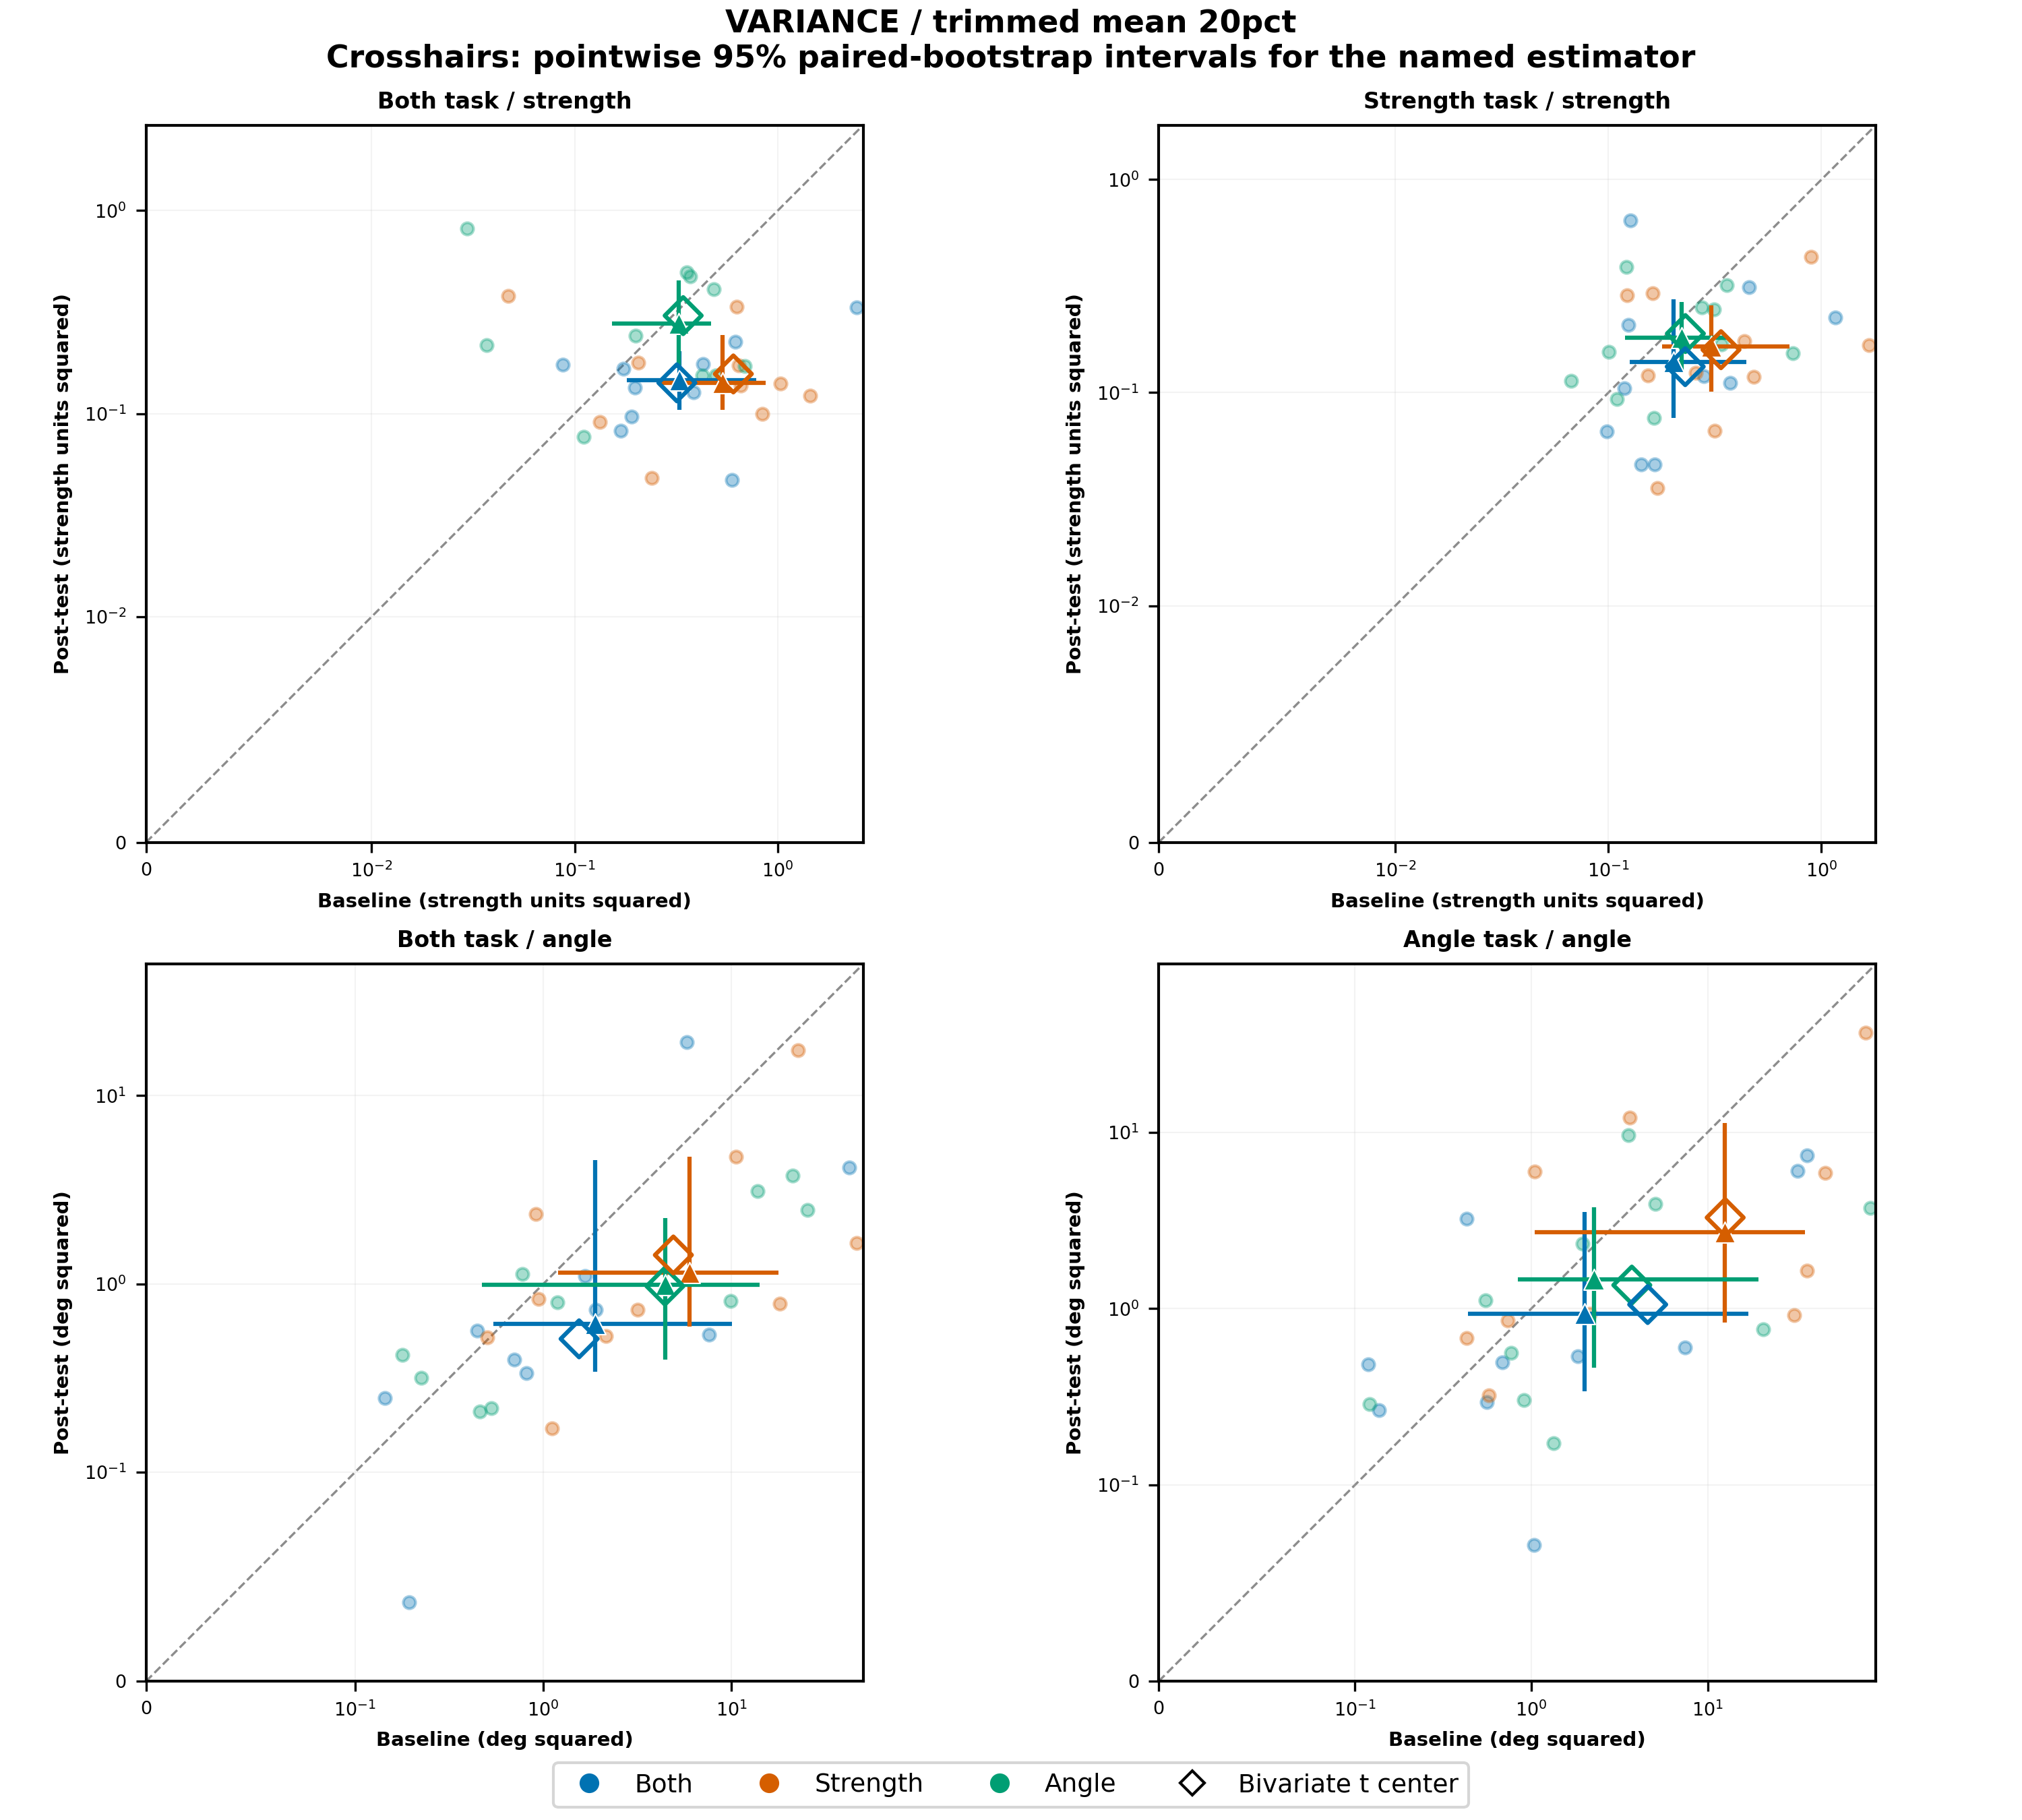 VARIANCE / trimmed mean 20pct
Crosshairs: pointwise 95% paired-bootstrap intervals for the named estimator
Both task / strength
Post-test (strength units squared)
10⁰
10⁻¹
10⁻²
0
0
10⁻²
10⁻¹
10⁰
Baseline (strength units squared)
Strength task / strength
Post-test (strength units squared)
10⁰
10⁻¹
10⁻²
0
0
10⁻²
10⁻¹
10⁰
Baseline (strength units squared)
Both task / angle
Post-test (deg squared)
10¹
10⁰
10⁻¹
0
0
10⁻¹
10⁰
10¹
Baseline (deg squared)
Angle task / angle
Post-test (deg squared)
10¹
10⁰
10⁻¹
0
0
10⁻¹
10⁰
10¹
Baseline (deg squared)
Both
Strength
Angle
Bivariate t center